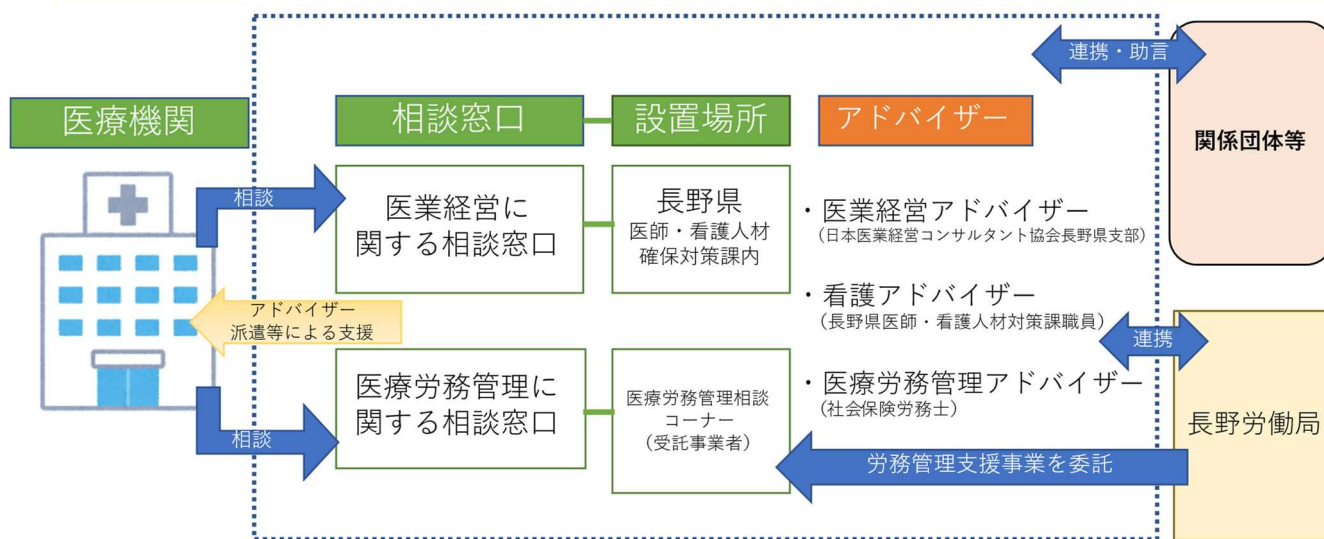 連携・助言
医療機関
相談窓口
設置場所
アドバイザー
関係団体等
相談
医業経営に
関する相談窓口
長野県
医師・看護人材
確保対策課内
・医業経営アドバイザー
(日本医業経営コンサルタント協会長野県支部)
アドバイザー
派遣等による支援
・看護アドバイザー
(長野県医師・看護人材対策課職員)
連携
相談
医療労務管理に
関する相談窓口
医療労務管理相談
コーナー
(受託事業者)
・医療労務管理アドバイザー
(社会保険労務士)
長野労働局
労務管理支援事業を委託